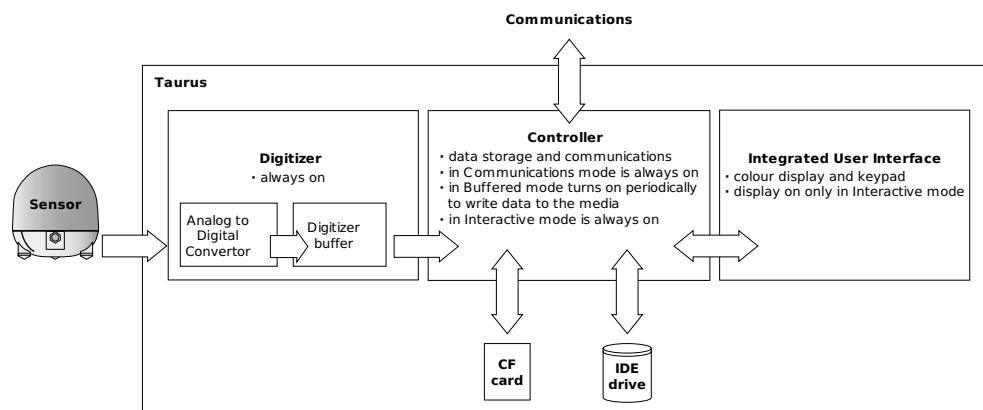 Communications
Taurus
Sensor
Digitizer
· always on
Analog to
Digital
Convertor
Digitizer
buffer
Controller
· data storage and communications
· in Communications mode is always on
· in Buffered mode turns on periodically
to write data to the media
· in Interactive mode is always on
Integrated User Interface
· colour display and keypad
· display on only in Interactive mode
CF
card
IDE
drive